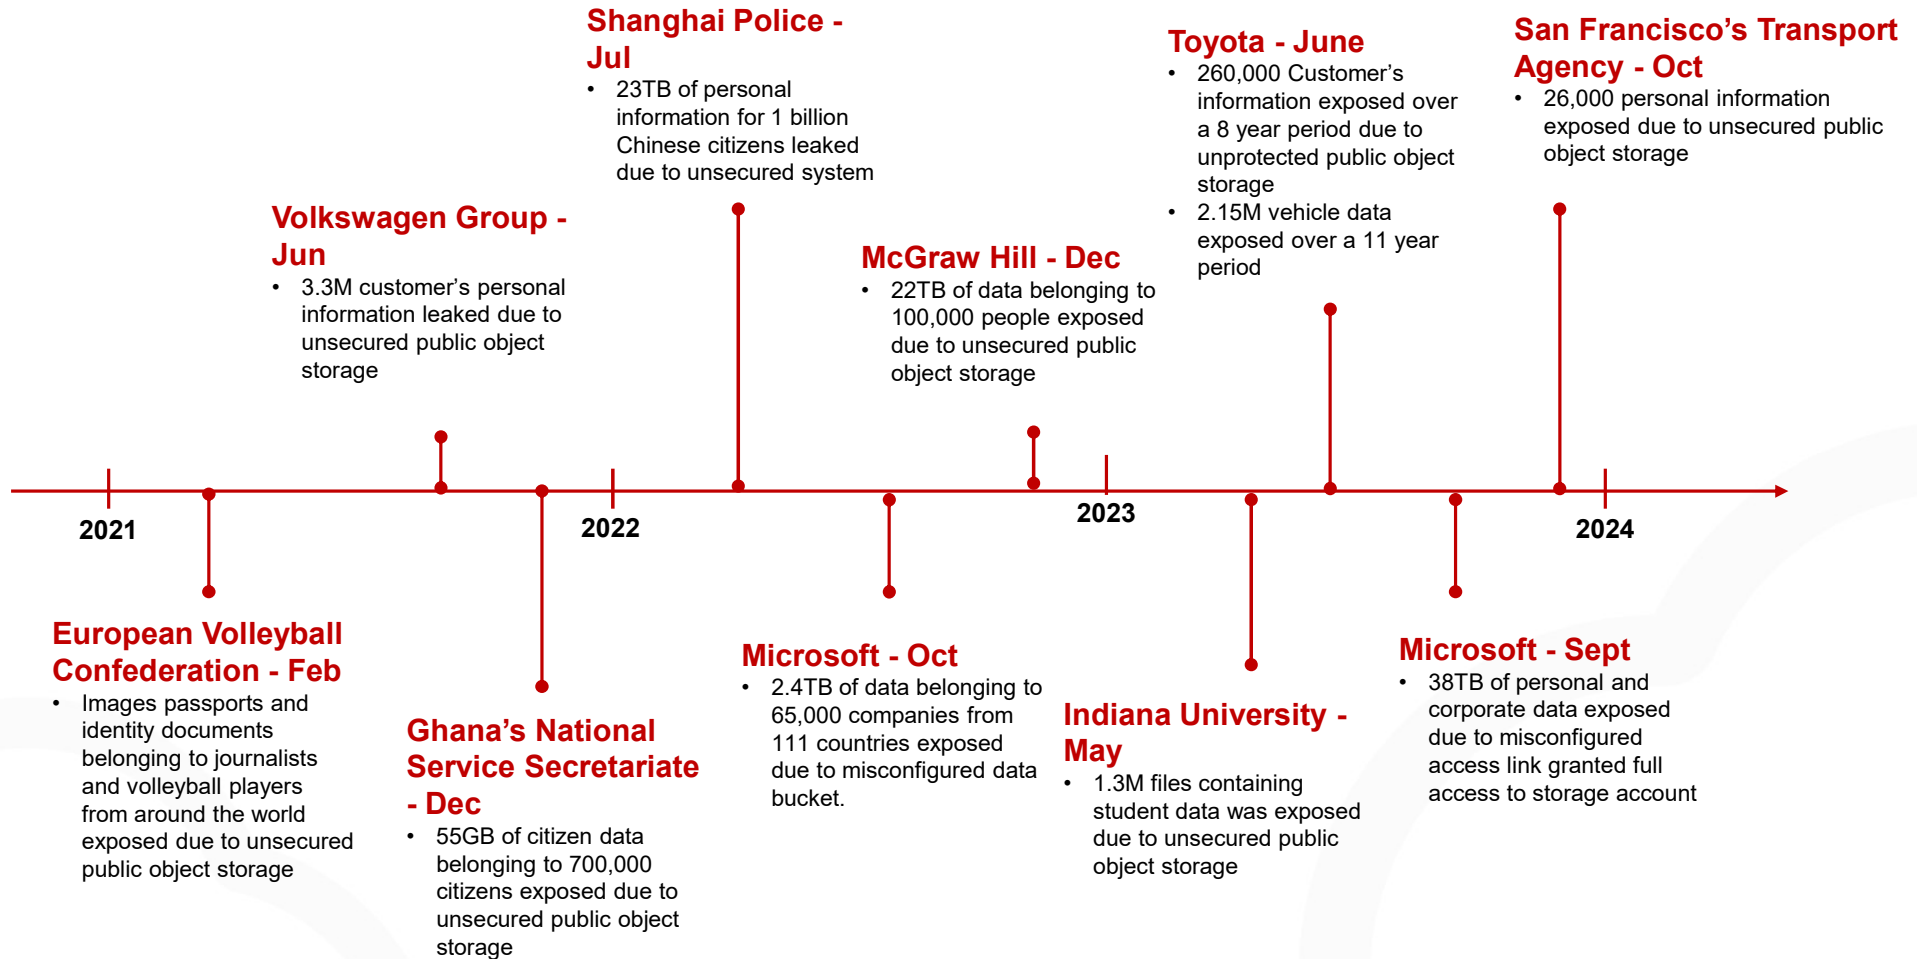 Shanghai Police -
Jul
• 23TB of personal
information for 1 billion
Chinese citizens leaked
due to unsecured system
Toyota - June
• 260,000 Customer’s
information exposed over
a 8 year period due to
unprotected public object
storage
• 2.15M vehicle data
exposed over a 11 year
period
San Francisco’s Transport
Agency - Oct
• 26,000 personal information
exposed due to unsecured public
object storage
Volkswagen Group -
Jun
• 3.3M customer’s personal
information leaked due to
unsecured public object
storage
McGraw Hill - Dec
• 22TB of data belonging to
100,000 people exposed
due to unsecured public
object storage
2021
2022
2023
2024
European Volleyball
Confederation - Feb
• Images passports and
identity documents
belonging to journalists
and volleyball players
from around the world
exposed due to unsecured
public object storage
Ghana’s National
Service Secretariate
- Dec
• 55GB of citizen data
belonging to 700,000
citizens exposed due to
unsecured public object
storage
Microsoft - Oct
• 2.4TB of data belonging to
65,000 companies from
111 countries exposed
due to misconfigured data
bucket.
Indiana University -
May
• 1.3M files containing
student data was exposed
due to unsecured public
object storage
Microsoft - Sept
• 38TB of personal and
corporate data exposed
due to misconfigured
access link granted full
access to storage account